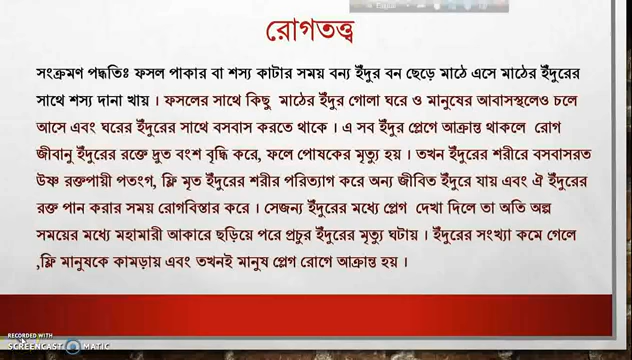 রোগতত্ত্ব
সংক্রমণ পদ্ধতিঃ ফসল পাকার বা শস্য কাটার সময় বন্য ইঁদুর বন ছেড়ে মাঠে এসে মাঠের ইঁদুরের
সাথে শস্য দানা খায় । ফসলের সাথে কিছু মাঠের ইঁদুর গোলা ঘরে ও মানুষের আবাসস্থলেও চলে
আসে এবং ঘরের ইঁদুরের সাথে বসবাস করতে থাকে । এ সব ইঁদুর প্লেগে আক্রান্ত থাকলে রোগ
জীবানু ইঁদুরের রক্তে দ্রুত বংশ বৃদ্ধি করে, ফলে পোষকের মৃত্যু হয় । তখন ইঁদুরের শরীরে বসবাসরত
উষ্ণ রক্তপায়ী পতংগ, ফ্লি মৃত ইঁদুরের শরীর পরিত্যাগ করে অন্য জীবিত ইঁদুরে যায় এবং ঐ ইঁদুরের
রক্ত পান করার সময় রোগবিস্তার করে । সেজন্য ইঁদুরের মধ্যে প্লেগ দেখা দিলে তা অতি অল্প
সময়ের মধ্যে মহামারী আকারে ছড়িয়ে পরে প্রচুর ইঁদুরের মৃত্যু ঘটায় । ইঁদুরের সংখ্যা কমে গেলে
,ফ্লি মানুষকে কামড়ায় এবং তখনই মানুষ প্লেগ রোগে আক্রান্ত হয় ।
RECORDED WITH
SCREENCAST MATIC